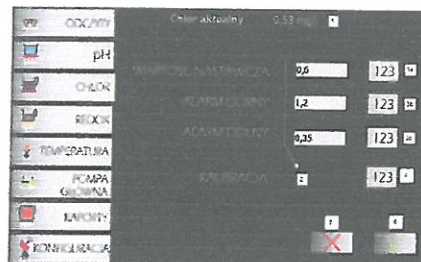 ODCZYTY
Chlor aktualny 0,53 mg/l 1
pH
WARTOŚĆ NASTAWCZA 0,6 123
CHLOR
ALARM GÓRNY 1,2 123
REDOX
ALARM DOLNY 0,35 123
TEMPERATURA
KALIBRACJA 2 123
POMPA
GŁÓWNA
RAPORTY
KONFIGURACJA